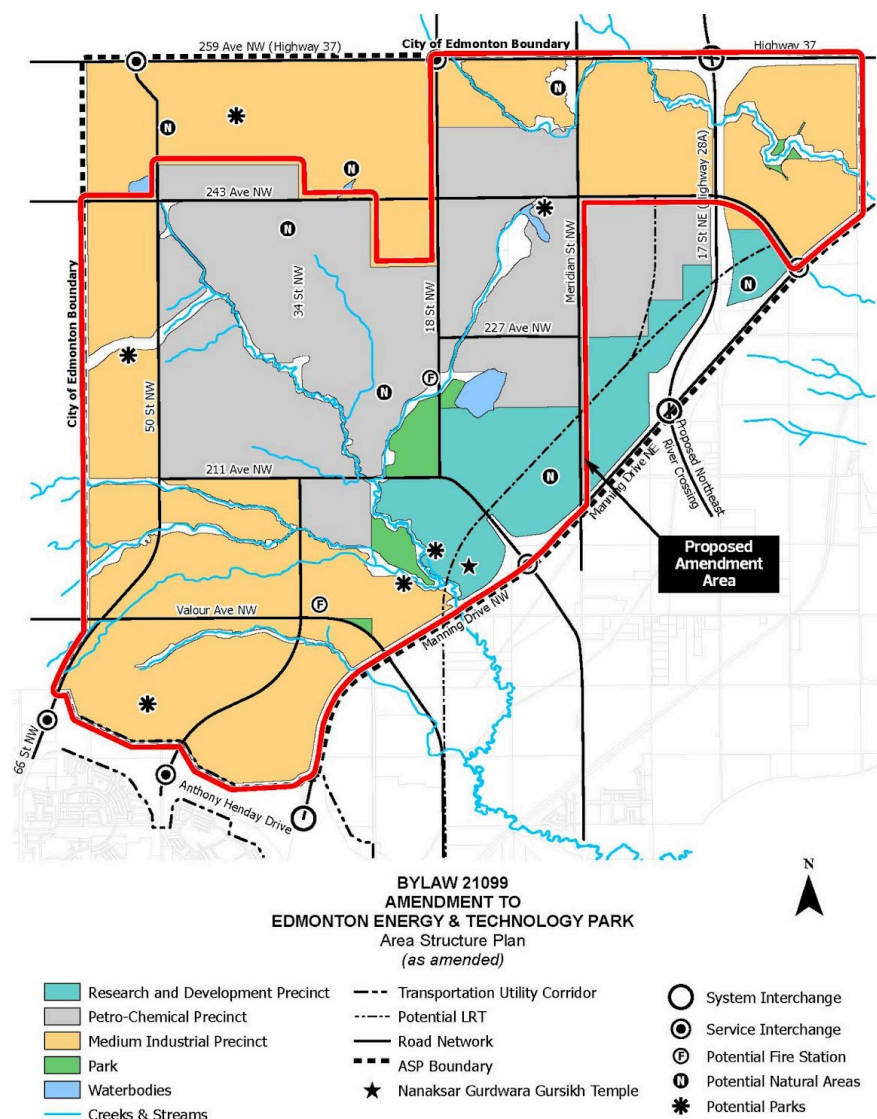 259 Ave NW (Highway 37)
City of Edmonton Boundary
Highway 37
N
N
N
17 St NE (Highway 28A)
243 Ave NW
N
34 St NW
18 St NW
Meridian St NW
N
City of Edmonton Boundary
227 Ave NW
50 St NW
F
N
Proposed Northeast
River Crossing
211 Ave NW
N
Manning Drive NE
Proposed
Amendment
Area
Valour Ave NW
F
Manning Drive NW
66 St NW
Anthony Henday Drive
N
BYLAW 21099
AMENDMENT TO
EDMONTON ENERGY & TECHNOLOGY PARK
Area Structure Plan
(as amended)
Research and Development Precinct
Petro-Chemical Precinct
Medium Industrial Precinct
Park
Waterbodies
Creeks & Streams
Transportation Utility Corridor
Potential LRT
Road Network
ASP Boundary
Nanaksar Gurdwara Gursikh Temple
System Interchange
Service Interchange
F Potential Fire Station
N Potential Natural Areas
Potential Parks